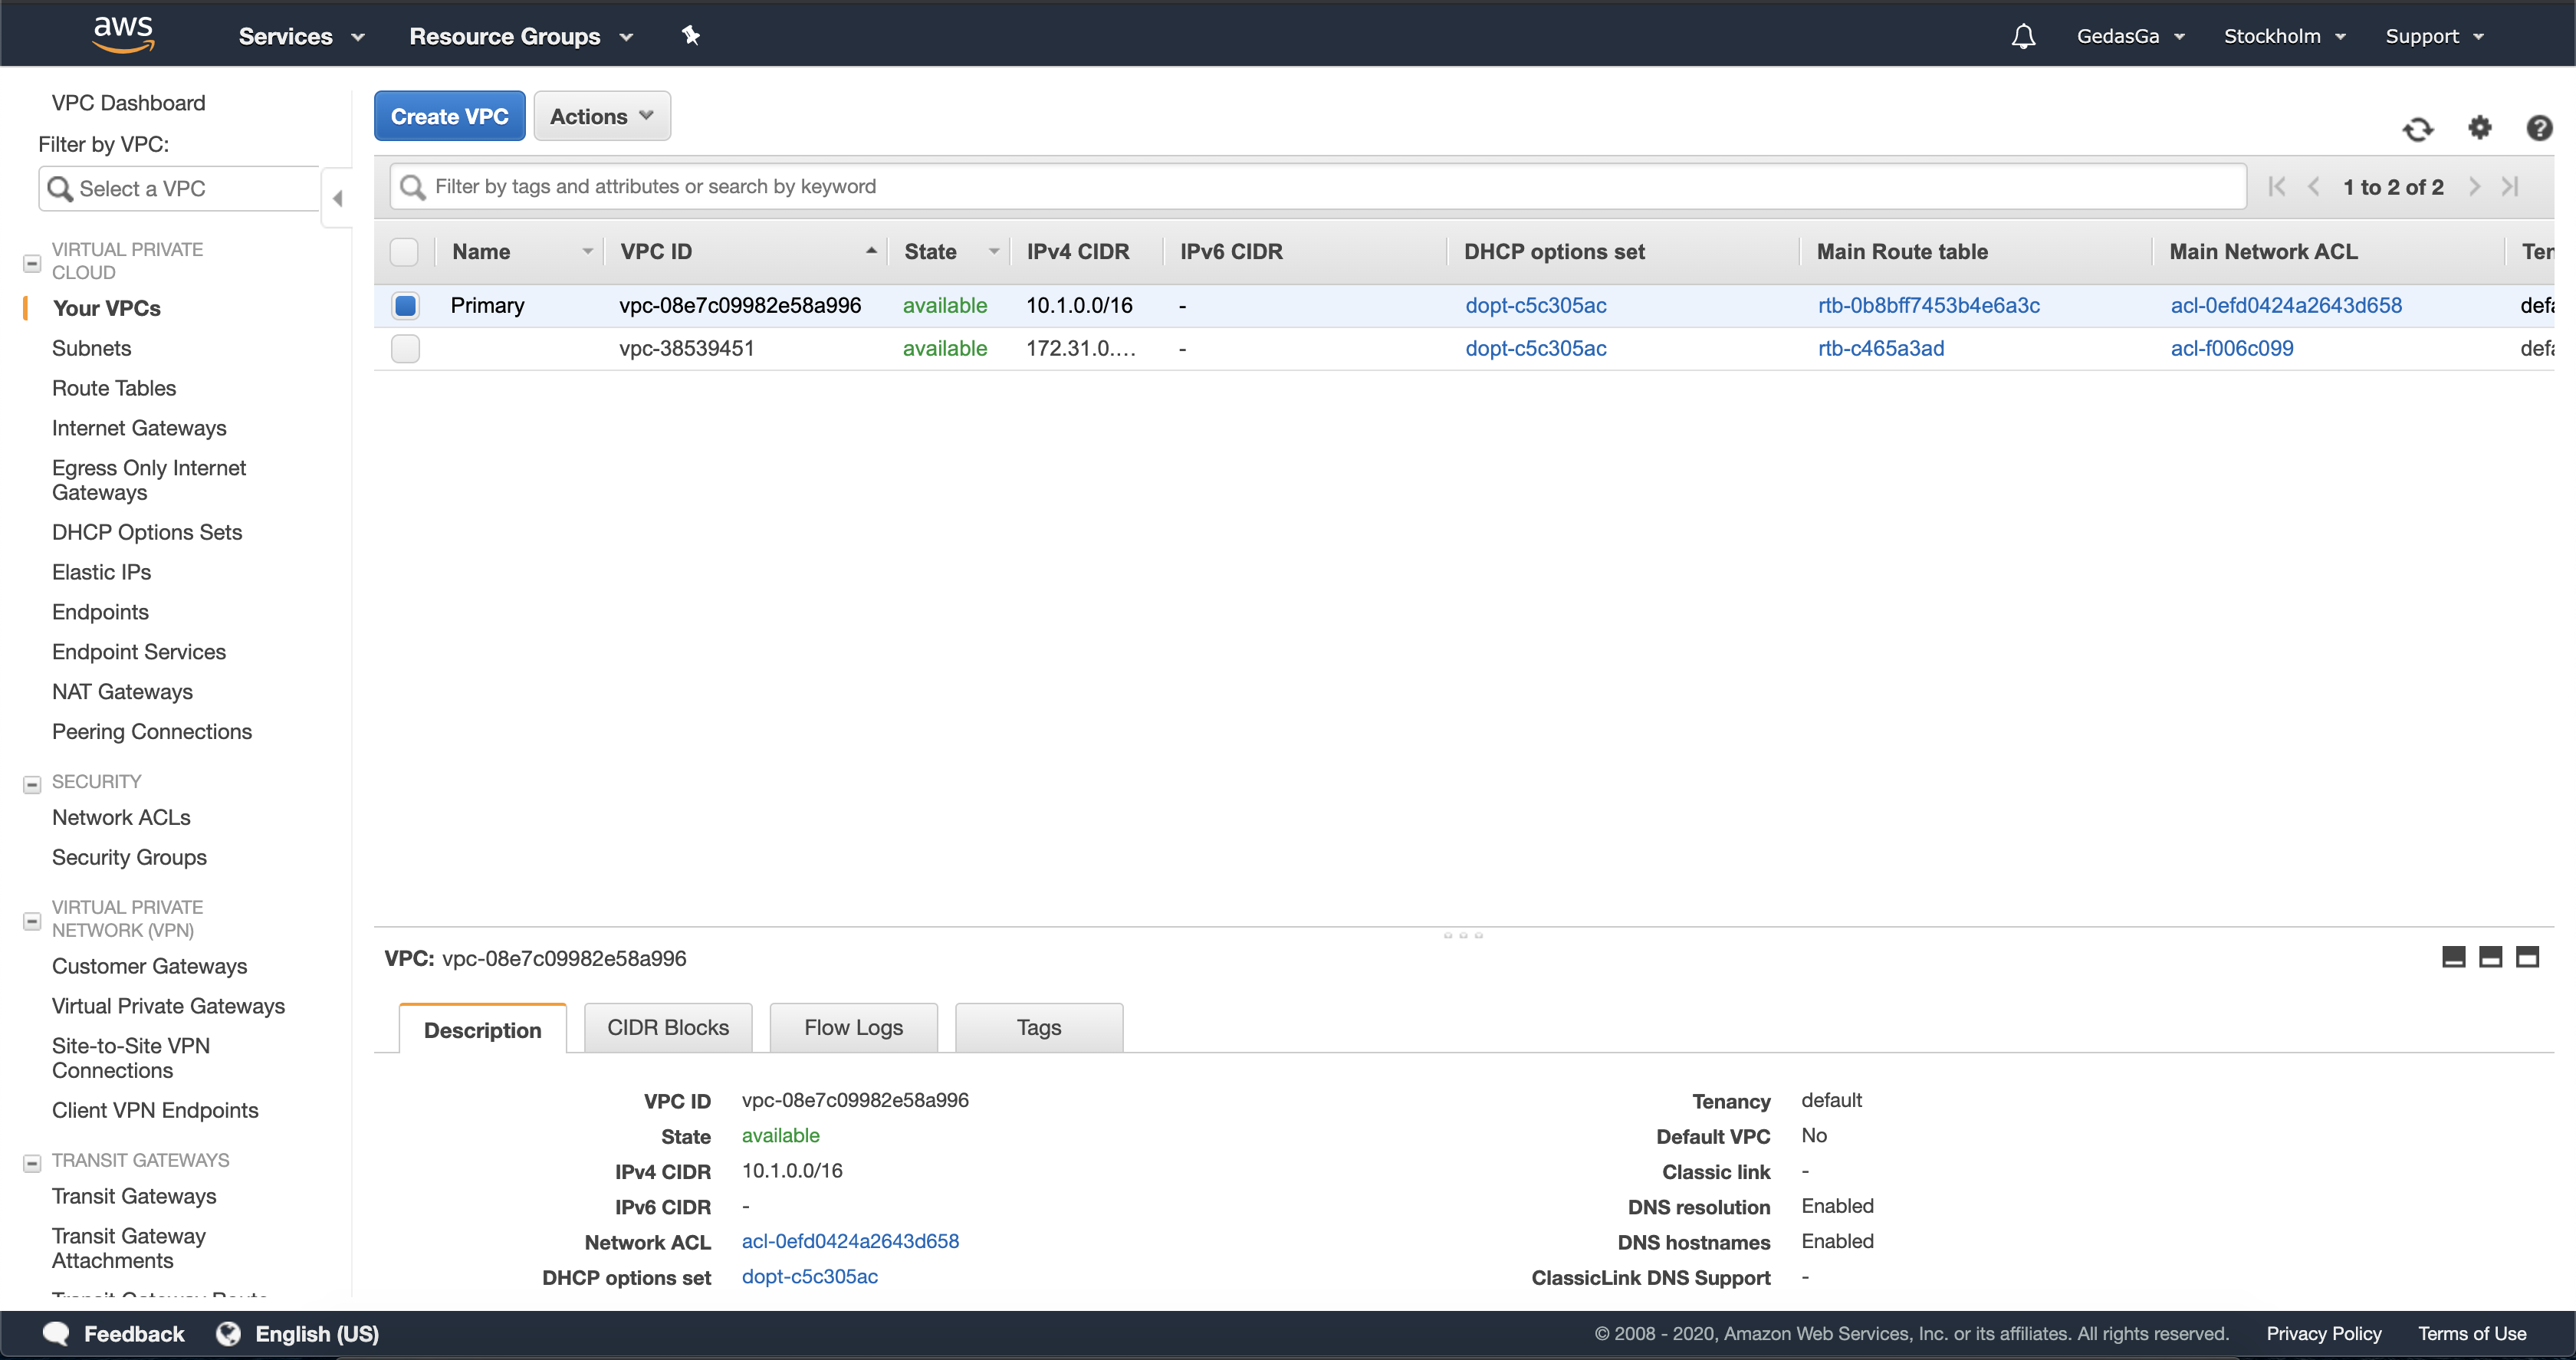 aws Services Resource Groups GedasGa Stockholm Support
VPC Dashboard
Filter by VPC:
Select a VPC
VIRTUAL PRIVATE
CLOUD
Your VPCs
Subnets
Route Tables
Internet Gateways
Egress Only Internet
Gateways
DHCP Options Sets
Elastic IPs
Endpoints
Endpoint Services
NAT Gateways
Peering Connections
SECURITY
Network ACLs
Security Groups
VIRTUAL PRIVATE
NETWORK (VPN)
Customer Gateways
Virtual Private Gateways
Site-to-Site VPN
Connections
Client VPN Endpoints
TRANSIT GATEWAYS
Transit Gateways
Transit Gateway
Attachments
Transit Gateway Route
Create VPC Actions
Filter by tags and attributes or search by keyword 1 to 2 of 2
Name VPC ID State IPv4 CIDR IPv6 CIDR DHCP options set Main Route table Main Network ACL Ten
Primary vpc-08e7c09982e58a996 available 10.1.0.0/16 - dopt-c5c305ac rtb-0b8bff7453b4e6a3c acl-0efd0424a2643d658 defa
vpc-38539451 available 172.31.0.... - dopt-c5c305ac rtb-c465a3ad acl-f006c099 defa
VPC: vpc-08e7c09982e58a996
Description CIDR Blocks Flow Logs Tags
VPC ID vpc-08e7c09982e58a996
State available
IPv4 CIDR 10.1.0.0/16
IPv6 CIDR -
Network ACL acl-0efd0424a2643d658
DHCP options set dopt-c5c305ac
Tenancy default
Default VPC No
Classic link -
DNS resolution Enabled
DNS hostnames Enabled
ClassicLink DNS Support -
Feedback English (US) © 2008 - 2020, Amazon Web Services, Inc. or its affiliates. All rights reserved. Privacy Policy Terms of Use